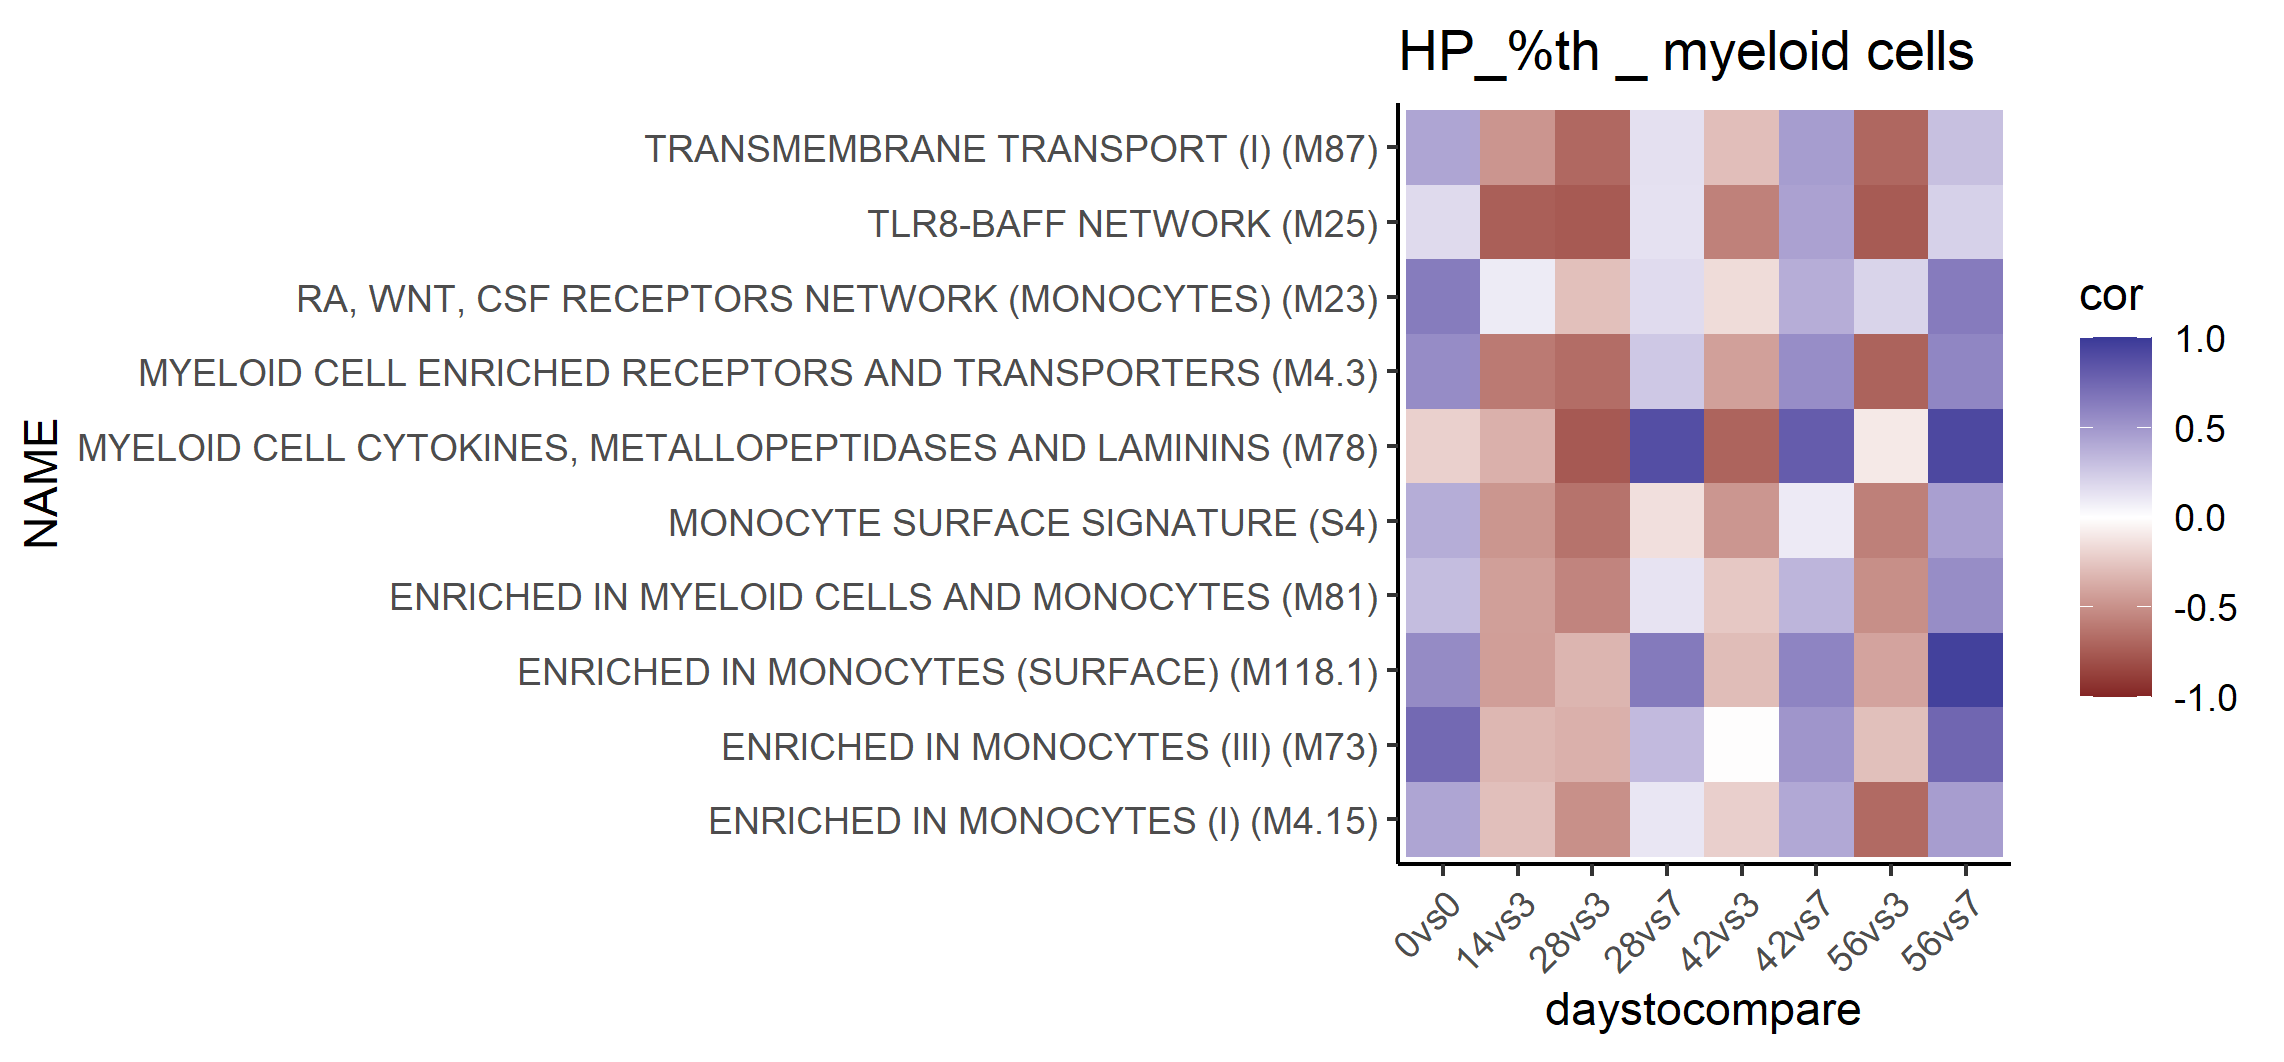 HP_%th _ myeloid cells
TRANSMEMBRANE TRANSPORT (I) (M87)
TLR8-BAFF NETWORK (M25)
RA, WNT, CSF RECEPTORS NETWORK (MONOCYTES) (M23)
MYELOID CELL ENRICHED RECEPTORS AND TRANSPORTERS (M4.3)
MYELOID CELL CYTOKINES, METALLOPEPTIDASES AND LAMININS (M78)
MONOCYTE SURFACE SIGNATURE (S4)
ENRICHED IN MYELOID CELLS AND MONOCYTES (M81)
ENRICHED IN MONOCYTES (SURFACE) (M118.1)
ENRICHED IN MONOCYTES (III) (M73)
ENRICHED IN MONOCYTES (I) (M4.15)
NAME
0vs0
14vs3
28vs3
28vs7
42vs3
42vs7
56vs3
56vs7
daystocompare
cor
1.0
0.5
0.0
-0.5
-1.0